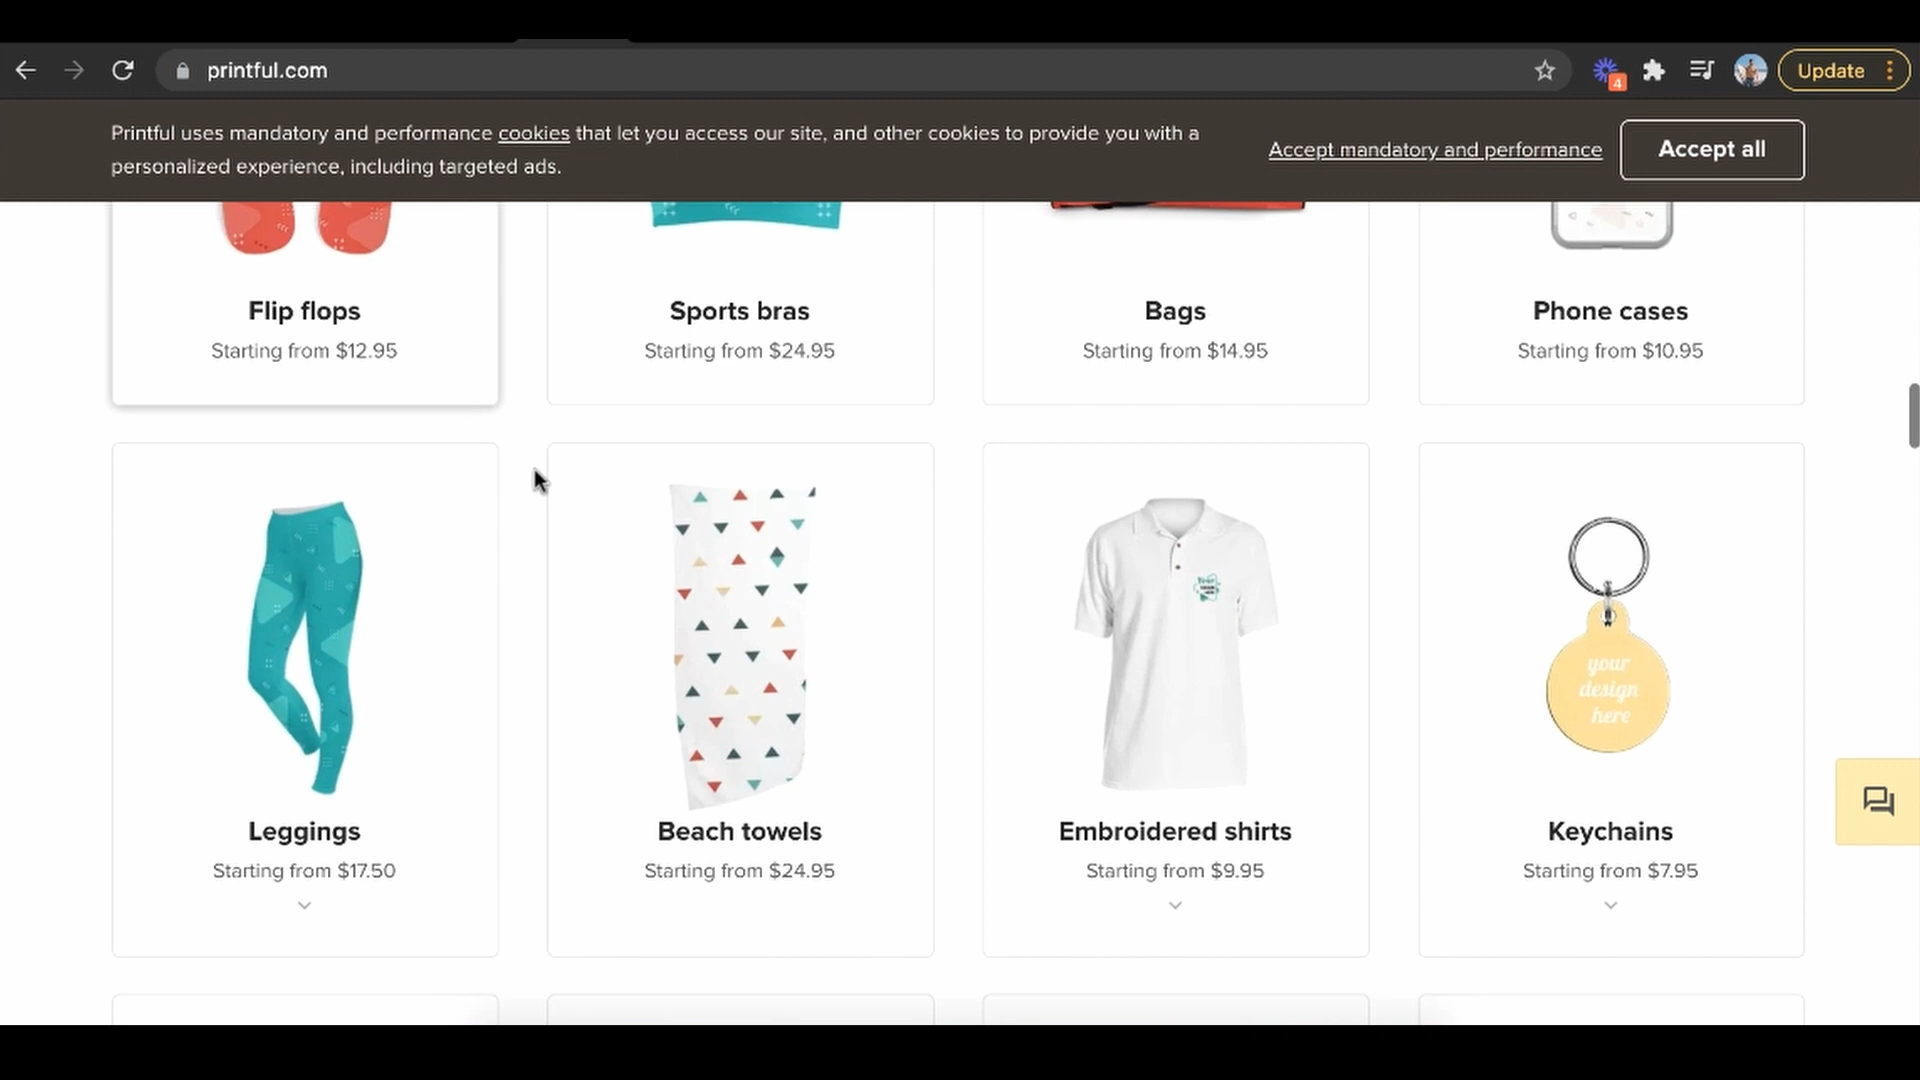 printful.com
4
Update
Printful uses mandatory and performance cookies that let you access our site, and other cookies to provide you with a
personalized experience, including targeted ads.
Accept mandatory and performance
Accept all
Flip flops
Starting from $12.95
Sports bras
Starting from $24.95
Bags
Starting from $14.95
Phone cases
Starting from $10.95
your
design
here
Leggings
Starting from $17.50
Beach towels
Starting from $24.95
Embroidered shirts
Starting from $9.95
Keychains
Starting from $7.95